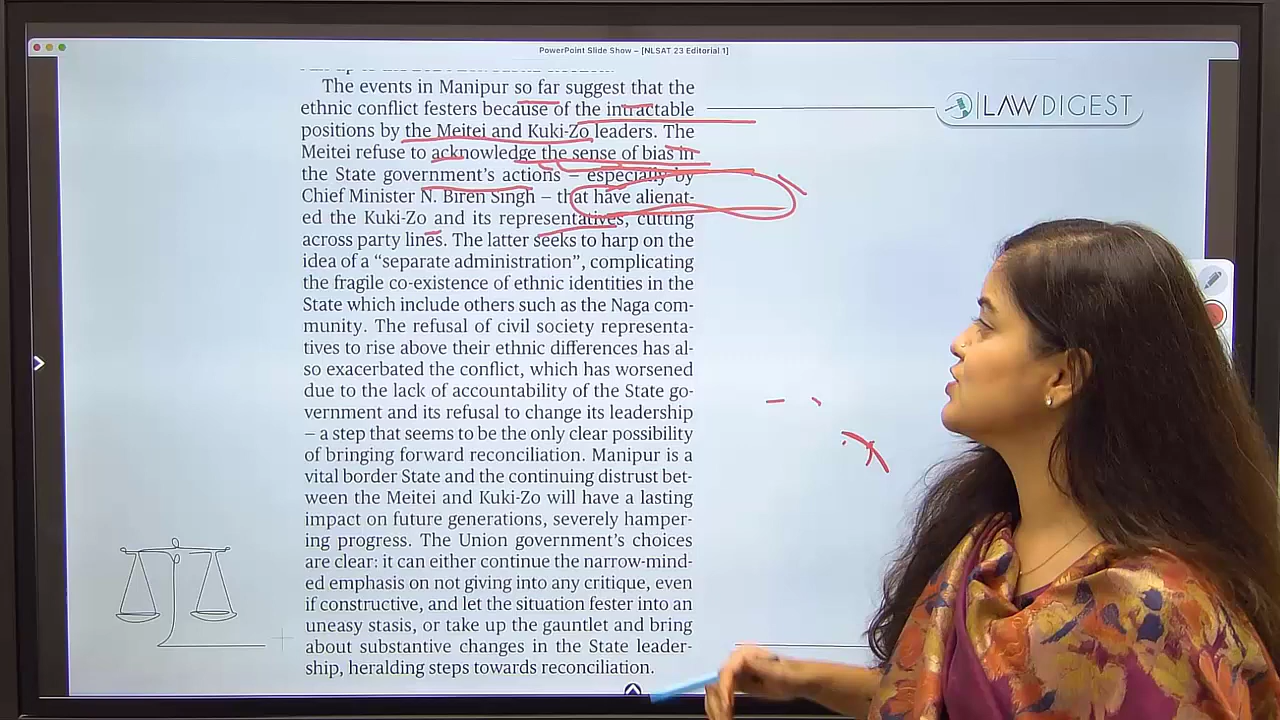 PowerPoint Slide Show – [NLSAT 23 Editorial 1]
LAWDIGEST
The events in Manipur so far suggest that the
ethnic conflict festers because of the intractable
positions by the Meitei and Kuki-Zo leaders. The
Meitei refuse to acknowledge the sense of bias in
the State government's actions – especially by
Chief Minister N. Biren Singh – that have alienat-
ed the Kuki-Zo and its representatives, cutting
across party lines. The latter seeks to harp on the
idea of a "separate administration", complicating
the fragile co-existence of ethnic identities in the
State which include others such as the Naga com-
munity. The refusal of civil society representa-
tives to rise above their ethnic differences has al-
so exacerbated the conflict, which has worsened
due to the lack of accountability of the State go-
vernment and its refusal to change its leadership
– a step that seems to be the only clear possibility
of bringing forward reconciliation. Manipur is a
vital border State and the continuing distrust bet-
ween the Meitei and Kuki-Zo will have a lasting
impact on future generations, severely hamper-
ing progress. The Union government's choices
are clear: it can either continue the narrow-mind-
ed emphasis on not giving into any critique, even
if constructive, and let the situation fester into an
uneasy stasis, or take up the gauntlet and bring
about substantive changes in the State leader-
ship, heralding steps towards reconciliation.